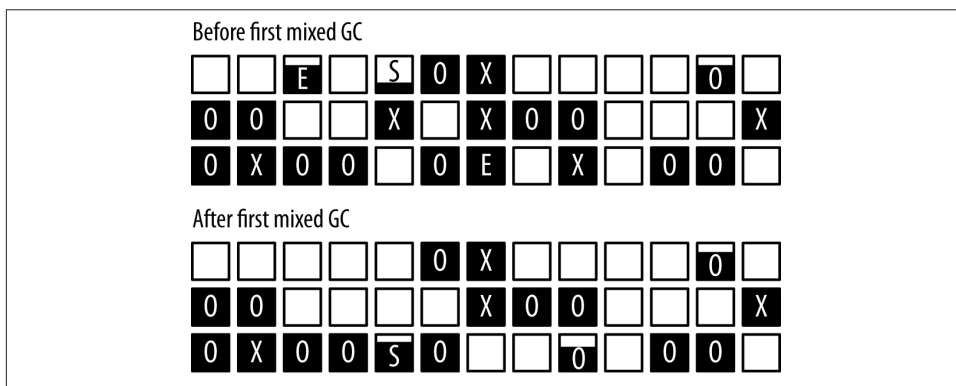 Before first mixed GC
E S O X O
O O X X O O X
O X O O O E X O O
After first mixed GC
O X O
O O X O O X
O X O O S O O O O